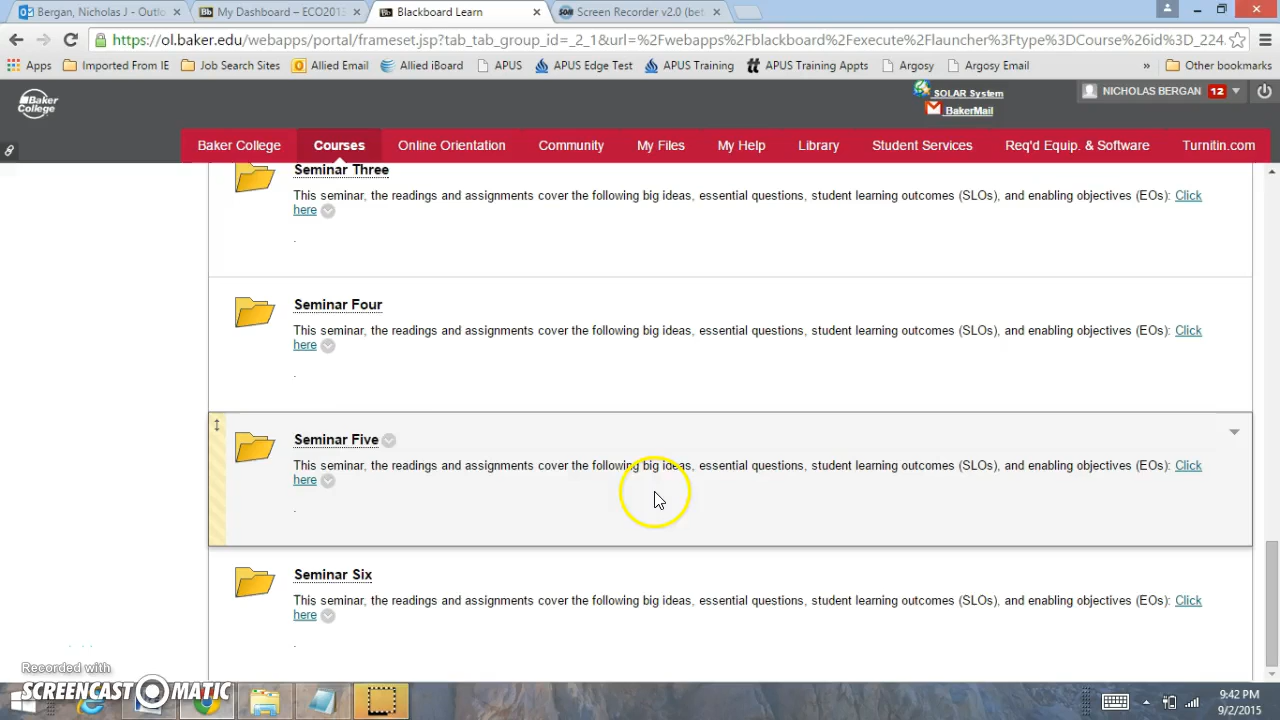 Bergan, Nicholas J - Outlo
Bb My Dashboard – ECO2013
Bb Blackboard Learn
SOM Screen Recorder v2.0 (bet
https://ol.baker.edu/webapps/portal/frameset.jsp?tab_tab_group_id=_2_1&url=%2Fwebapps%2Fblackboard%2Fexecute%2Flauncher%3Ftype%3DCourse%26id%3D_224
Apps Imported From IE Job Search Sites Allied Email Allied iBoard APUS APUS Edge Test APUS Training APUS Training Appts Argosy Argosy Email » Other bookmarks
Baker College
SOLAR System
BakerMail
NICHOLAS BERGAN 12
Baker College Courses Online Orientation Community My Files My Help Library Student Services Req'd Equip. & Software Turnitin.com
Seminar Three
This seminar, the readings and assignments cover the following big ideas, essential questions, student learning outcomes (SLOs), and enabling objectives (EOs): Click
here
.
Seminar Four
This seminar, the readings and assignments cover the following big ideas, essential questions, student learning outcomes (SLOs), and enabling objectives (EOs): Click
here
.
Seminar Five
This seminar, the readings and assignments cover the following big ideas, essential questions, student learning outcomes (SLOs), and enabling objectives (EOs): Click
here
.
Seminar Six
This seminar, the readings and assignments cover the following big ideas, essential questions, student learning outcomes (SLOs), and enabling objectives (EOs): Click
here
.
Recorded with
SCREENCAST-O-MATIC
9:42 PM
9/2/2015